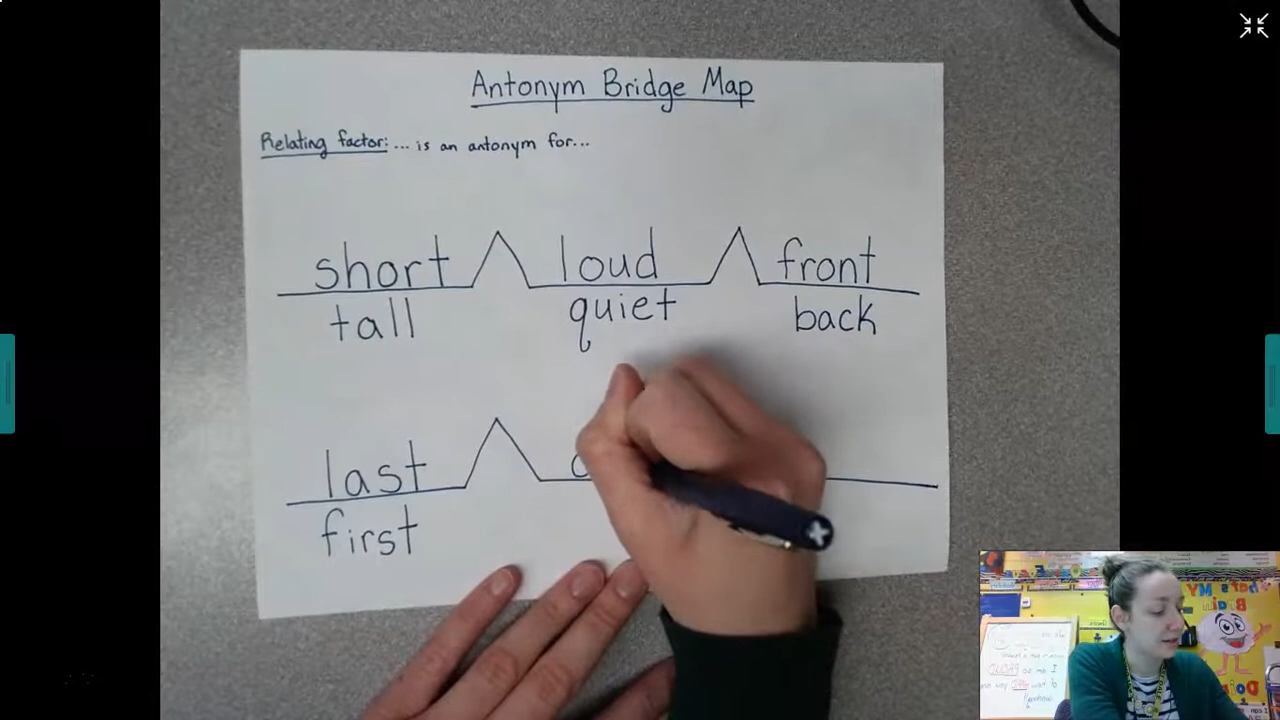 Antonym Bridge Map
Relating factor: ... is an antonym for...
short loud front
tall quiet back
last
first